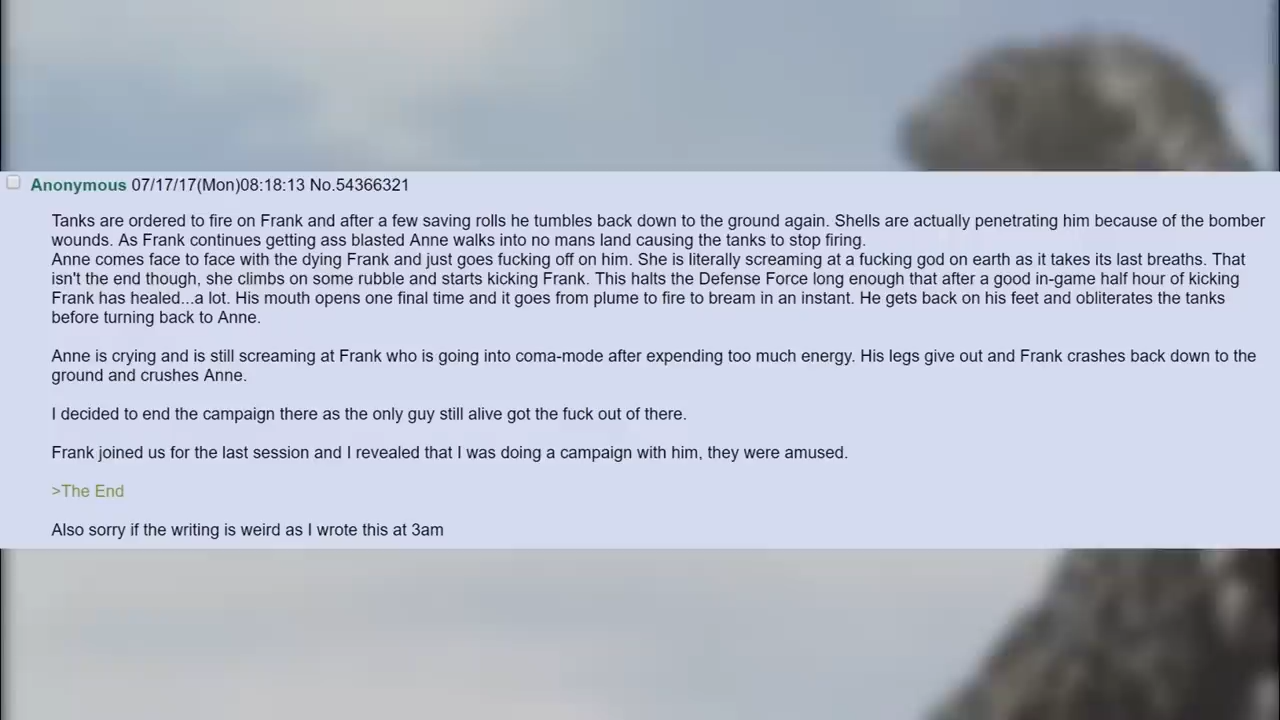 Anonymous 07/17/17(Mon)08:18:13 No.54366321
Tanks are ordered to fire on Frank and after a few saving rolls he tumbles back down to the ground again. Shells are actually penetrating him because of the bomber
wounds. As Frank continues getting ass blasted Anne walks into no mans land causing the tanks to stop firing.
Anne comes face to face with the dying Frank and just goes fucking off on him. She is literally screaming at a fucking god on earth as it takes its last breaths. That
isn't the end though, she climbs on some rubble and starts kicking Frank. This halts the Defense Force long enough that after a good in-game half hour of kicking
Frank has healed...a lot. His mouth opens one final time and it goes from plume to fire to bream in an instant. He gets back on his feet and obliterates the tanks
before turning back to Anne.
Anne is crying and is still screaming at Frank who is going into coma-mode after expending too much energy. His legs give out and Frank crashes back down to the
ground and crushes Anne.
I decided to end the campaign there as the only guy still alive got the fuck out of there.
Frank joined us for the last session and I revealed that I was doing a campaign with him, they were amused.
>The End
Also sorry if the writing is weird as I wrote this at 3am